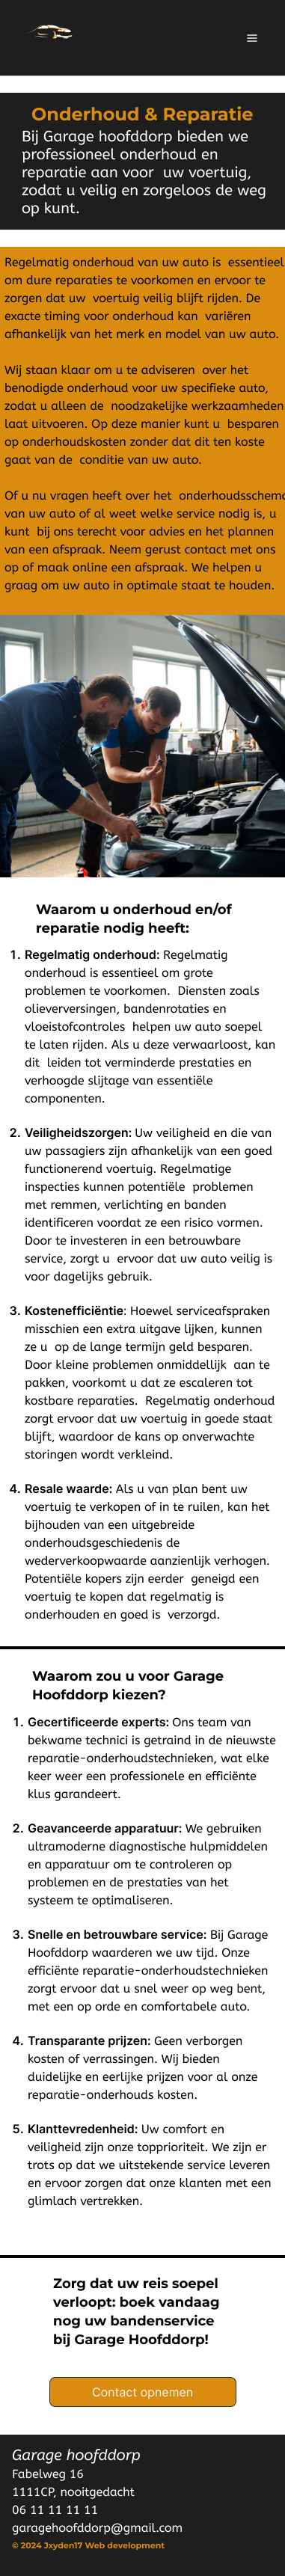 Onderhoud & Reparatie
Bij Garage hoofddorp bieden we
professioneel onderhoud en
reparatie aan voor uw voertuig,
zodat u veilig en zorgeloos de weg
op kunt.
Regelmatig onderhoud van uw auto is essentieel
om dure reparaties te voorkomen en ervoor te
zorgen dat uw voertuig veilig blijft rijden. De
exacte timing voor onderhoud kan variëren
afhankelijk van het merk en model van uw auto.
Wij staan klaar om u te adviseren over het
benodigde onderhoud voor uw specifieke auto,
zodat u alleen de noodzakelijke werkzaamheden
laat uitvoeren. Op deze manier kunt u besparen
op onderhoudskosten zonder dat dit ten koste
gaat van de conditie van uw auto.
Of u nu vragen heeft over het onderhoudsschema
van uw auto of al weet welke service nodig is, u
kunt bij ons terecht voor advies en het plannen
van een afspraak. Neem gerust contact met ons
op of maak online een afspraak. We helpen u
graag om uw auto in optimale staat te houden.
Waarom u onderhoud en/of
reparatie nodig heeft:
1. Regelmatig onderhoud: Regelmatig
onderhoud is essentieel om grote
problemen te voorkomen. Diensten zoals
olieverversingen, bandenrotaties en
vloeistofcontroles helpen uw auto soepel
te laten rijden. Als u deze verwaarloost, kan
dit leiden tot verminderde prestaties en
verhoogde slijtage van essentiële
componenten.
2. Veiligheidszorgen: Uw veiligheid en die van
uw passagiers zijn afhankelijk van een goed
functionerend voertuig. Regelmatige
inspecties kunnen potentiële problemen
met remmen, verlichting en banden
identificeren voordat ze een risico vormen.
Door te investeren in een betrouwbare
service, zorgt u ervoor dat uw auto veilig is
voor dagelijks gebruik.
3. Kostenefficiëntie: Hoewel serviceafspraken
misschien een extra uitgave lijken, kunnen
ze u op de lange termijn geld besparen.
Door kleine problemen onmiddellijk aan te
pakken, voorkomt u dat ze escaleren tot
kostbare reparaties. Regelmatig onderhoud
zorgt ervoor dat uw voertuig in goede staat
blijft, waardoor de kans op onverwachte
storingen wordt verkleind.
4. Resale waarde: Als u van plan bent uw
voertuig te verkopen of in te ruilen, kan het
bijhouden van een uitgebreide
onderhoudsgeschiedenis de
wederverkoopwaarde aanzienlijk verhogen.
Potentiële kopers zijn eerder geneigd een
voertuig te kopen dat regelmatig is
onderhouden en goed is verzorgd.
Waarom zou u voor Garage
Hoofddorp kiezen?
1. Gecertificeerde experts: Ons team van
bekwame technici is getraind in de nieuwste
reparatie-onderhoudstechnieken, wat elke
keer weer een professionele en efficiënte
klus garandeert.
2. Geavanceerde apparatuur: We gebruiken
ultramoderne diagnostische hulpmiddelen
en apparatuur om te controleren op
problemen en de prestaties van het
systeem te optimaliseren.
3. Snelle en betrouwbare service: Bij Garage
Hoofddorp waarderen we uw tijd. Onze
efficiënte reparatie-onderhoudstechnieken
zorgt ervoor dat u snel weer op weg bent,
met een op orde en comfortabele auto.
4. Transparante prijzen: Geen verborgen
kosten of verrassingen. Wij bieden
duidelijke en eerlijke prijzen voor al onze
reparatie-onderhouds kosten.
5. Klanttevredenheid: Uw comfort en
veiligheid zijn onze topprioriteit. We zijn er
trots op dat we uitstekende service leveren
en ervoor zorgen dat onze klanten met een
glimlach vertrekken.
Zorg dat uw reis soepel
verloopt: boek vandaag
nog uw bandenservice
bij Garage Hoofddorp!
Contact opnemen
Garage hoofddorp
Fabelweg 16
1111CP, nooitgedacht
06 11 11 11 11
garagehoofddorp@gmail.com
© 2024 Jxyden17 Web development